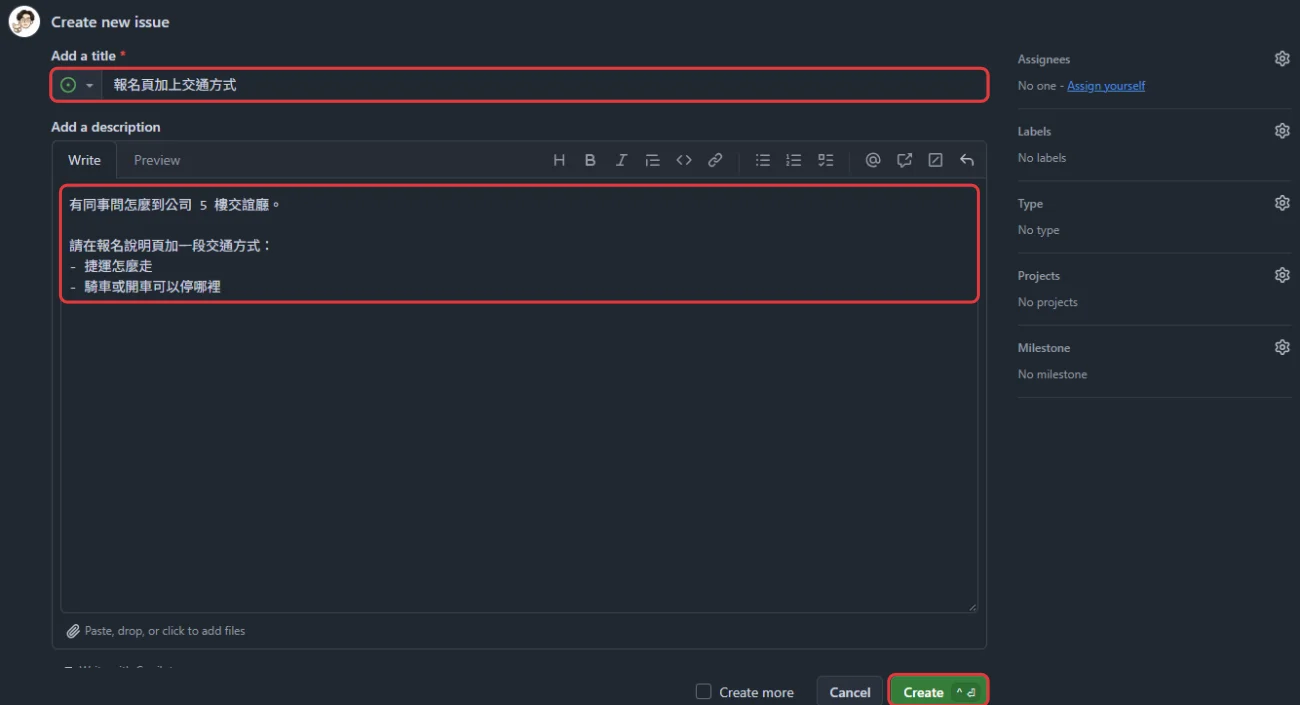 Create new issue
Add a title *
報名頁加上交通方式
Add a description
Write Preview
有同事問怎麼到公司 5 樓交誼廳。
請在報名說明頁加一段交通方式：
- 捷運怎麼走
- 騎車或開車可以停哪裡
Paste, drop, or click to add files
Create more Cancel Create
Assignees
No one - Assign yourself
Labels
No labels
Type
No type
Projects
No projects
Milestone
No milestone